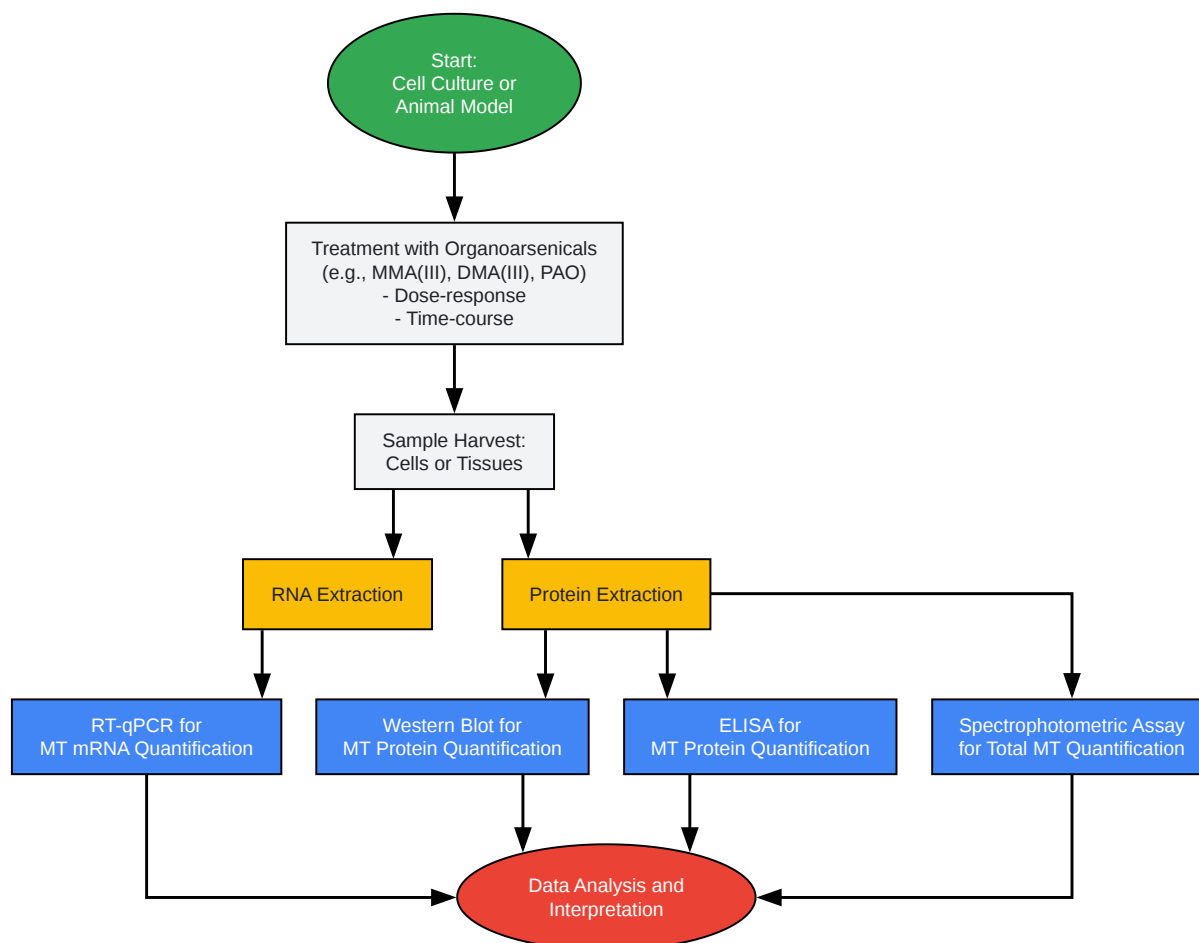 Start:
Cell Culture or
Animal Model
Treatment with Organoarsenicals
(e.g., MMA(III), DMA(III), PAO)
- Dose-response
- Time-course
Sample Harvest:
Cells or Tissues
RNA Extraction
Protein Extraction
RT-qPCR for
MT mRNA Quantification
Western Blot for
MT Protein Quantification
ELISA for
MT Protein Quantification
Spectrophotometric Assay
for Total MT Quantification
Data Analysis and
Interpretation